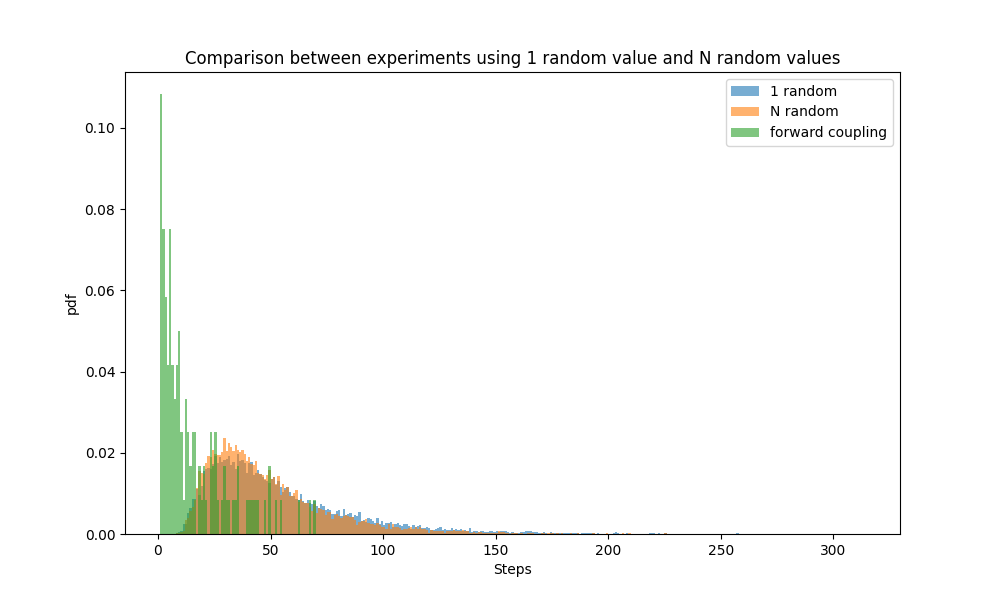 Comparison between experiments using 1 random value and N random values
1 random
N random
forward coupling
0.10
0.08
0.06
0.04
0.02
0.00
pdf
0 50 100 150 200 250 300
Steps